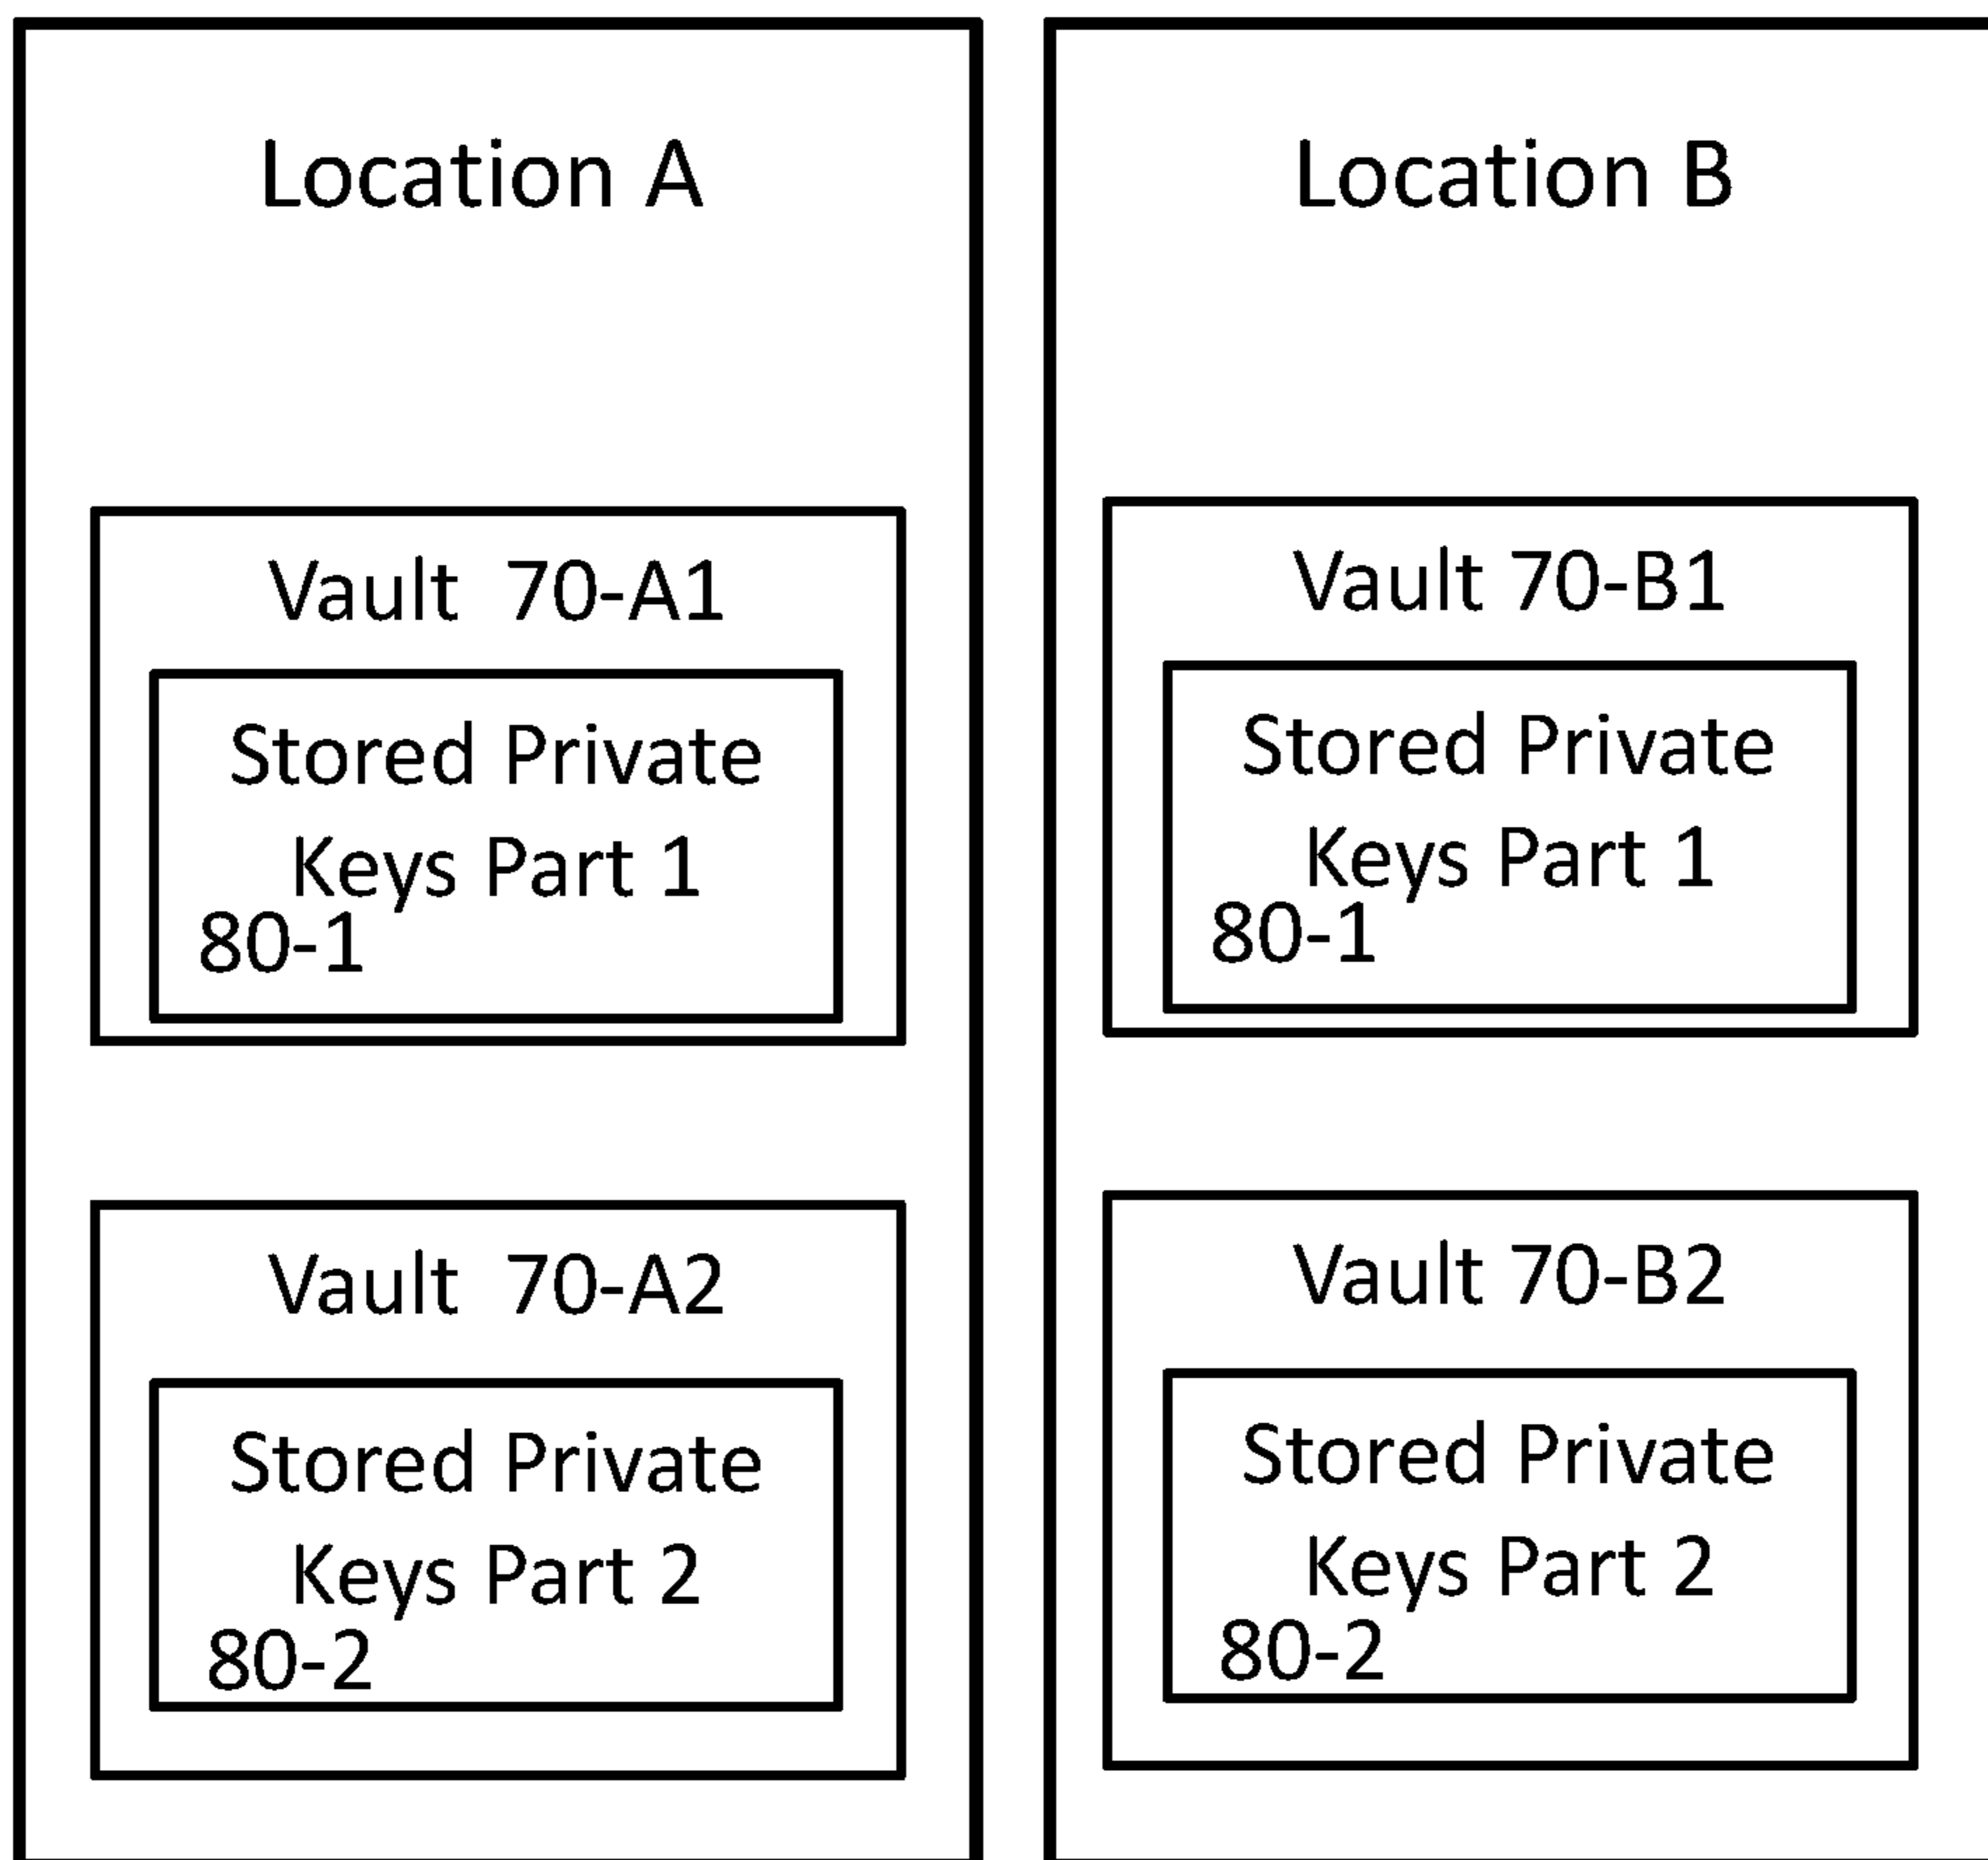 Location A
Vault 70-A1
Stored Private
Keys Part 1
80-1
Vault 70-A2
Stored Private
Keys Part 2
80-2
Location B
Vault 70-B1
Stored Private
Keys Part 1
80-1
Vault 70-B2
Stored Private
Keys Part 2
80-2